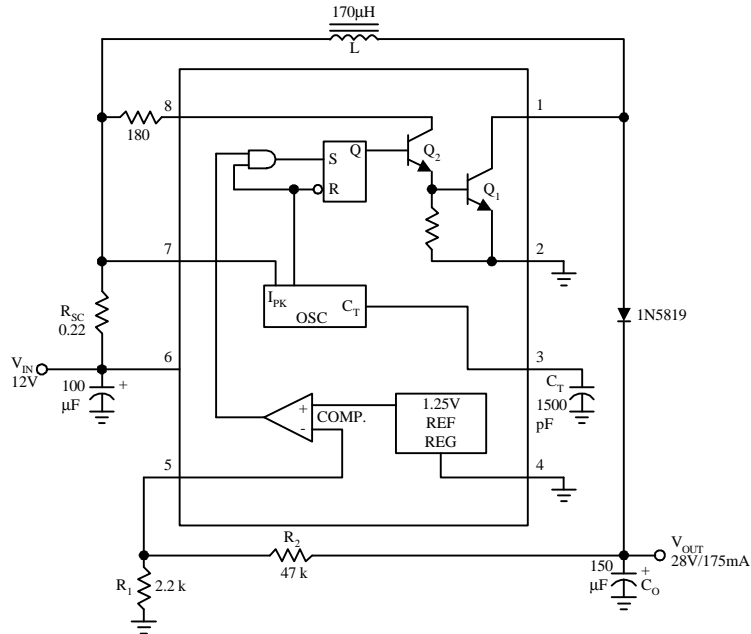 170µH
L
8
1
180
S
Q
R
Q2
Q1
7
2
IPK
CT
OSC
RSC
0.22
VIN
12V
6
3
100
µF
+
CT
1500
pF
+
-
COMP.
1.25V
REF
REG
1N5819
5
4
R2
47 k
R1
2.2 k
VOUT
28V/175mA
150
µF
+
CO